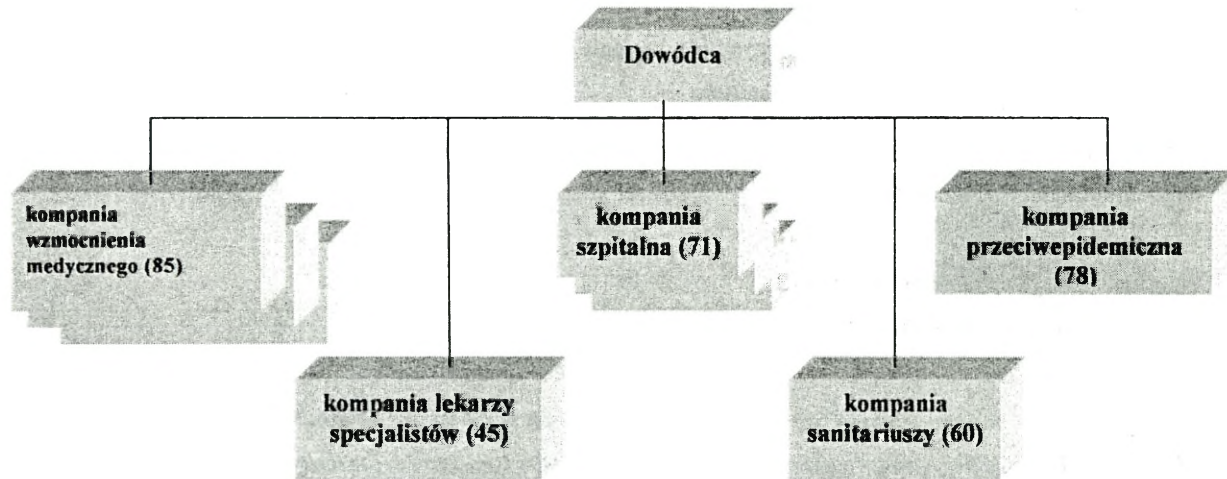 Dowódca
kompania
wzmocnienia
medycznego (85)
kompania
szpitalna (71)
kompania
przeciwepidemiczna
(78)
kompania lekarzy
specjalistów (45)
kompania
sanitariuszy (60)